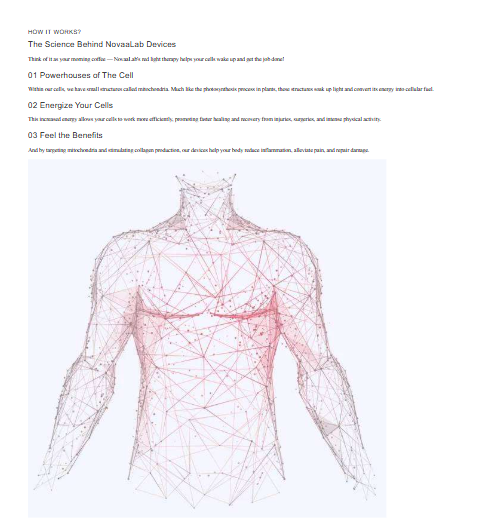 HOW IT WORKS?
The Science Behind NovaaLab Devices
Think of it as your morning coffee — NovaaLab's red light therapy helps your cells wake up and get the job done!
01 Powerhouses of The Cell
Within our cells, we have small structures called mitochondria. Much like the photosynthesis process in plants, these structures soak up light and convert its energy into cellular fuel.
02 Energize Your Cells
This increased energy allows your cells to work more efficiently, promoting faster healing and recovery from injuries, surgeries, and intense physical activity.
03 Feel the Benefits
And by targeting mitochondria and stimulating collagen production, our devices help your body reduce inflammation, alleviate pain, and repair damage.